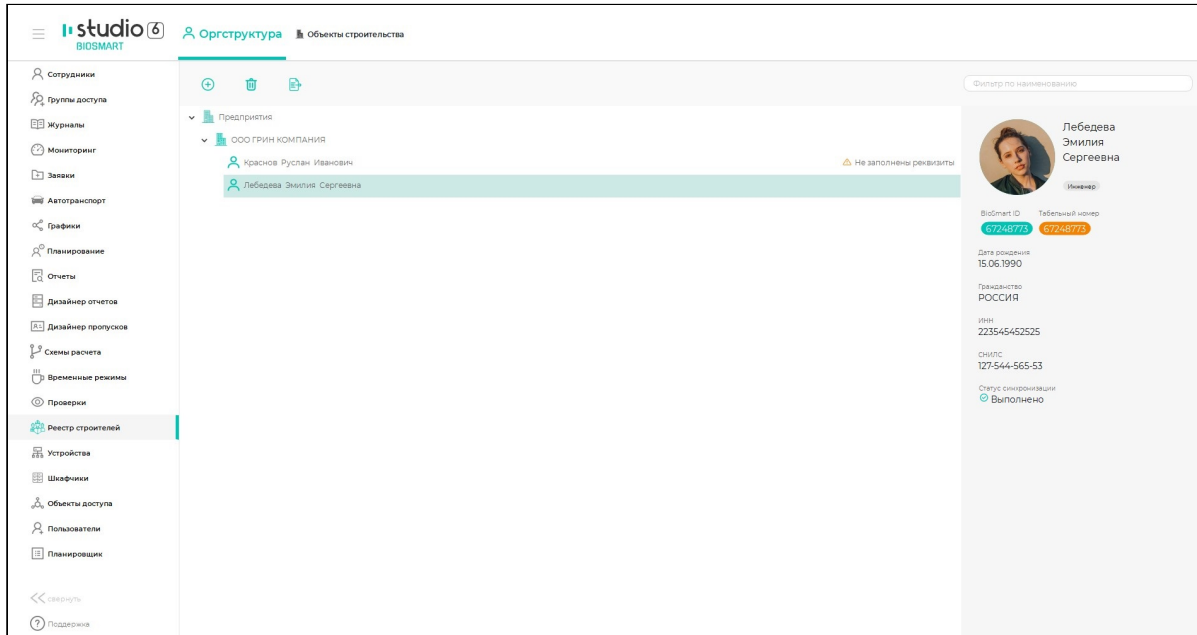 studio 6
BIOSMART
Оргструктура
Объекты строительства
Сотрудники
Группы доступа
Журналы
Мониторинг
Заявки
Автотранспорт
Графики
Планирование
Отчеты
Дизайнер отчетов
Дизайнер пропусков
Схемы расчета
Временные режимы
Проверки
Реестр строителей
Устройства
Шкафчики
Объекты доступа
Пользователи
Планировщик
свернуть
Поддержка
Предприятия
ООО ГРИН КОМПАНИЯ
Краснов Руслан Иванович
Не заполнены реквизиты
Лебедева Эмилия Сергеевна
Фильтр по наименованию
Лебедева
Эмилия
Сергеевна
Инженер
BioSmart ID Табельный номер
67248773 67248773
Дата рождения
15.06.1990
Гражданство
РОССИЯ
ИНН
223545452525
СНИЛС
127-544-565-53
Статус синхронизации
Выполнено